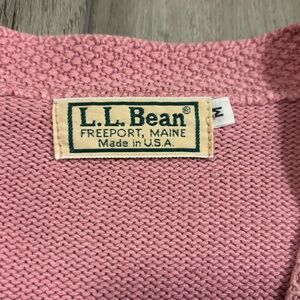 L.L.Bean®
FREEPORT, MAINE
Made in U.S.A.
M